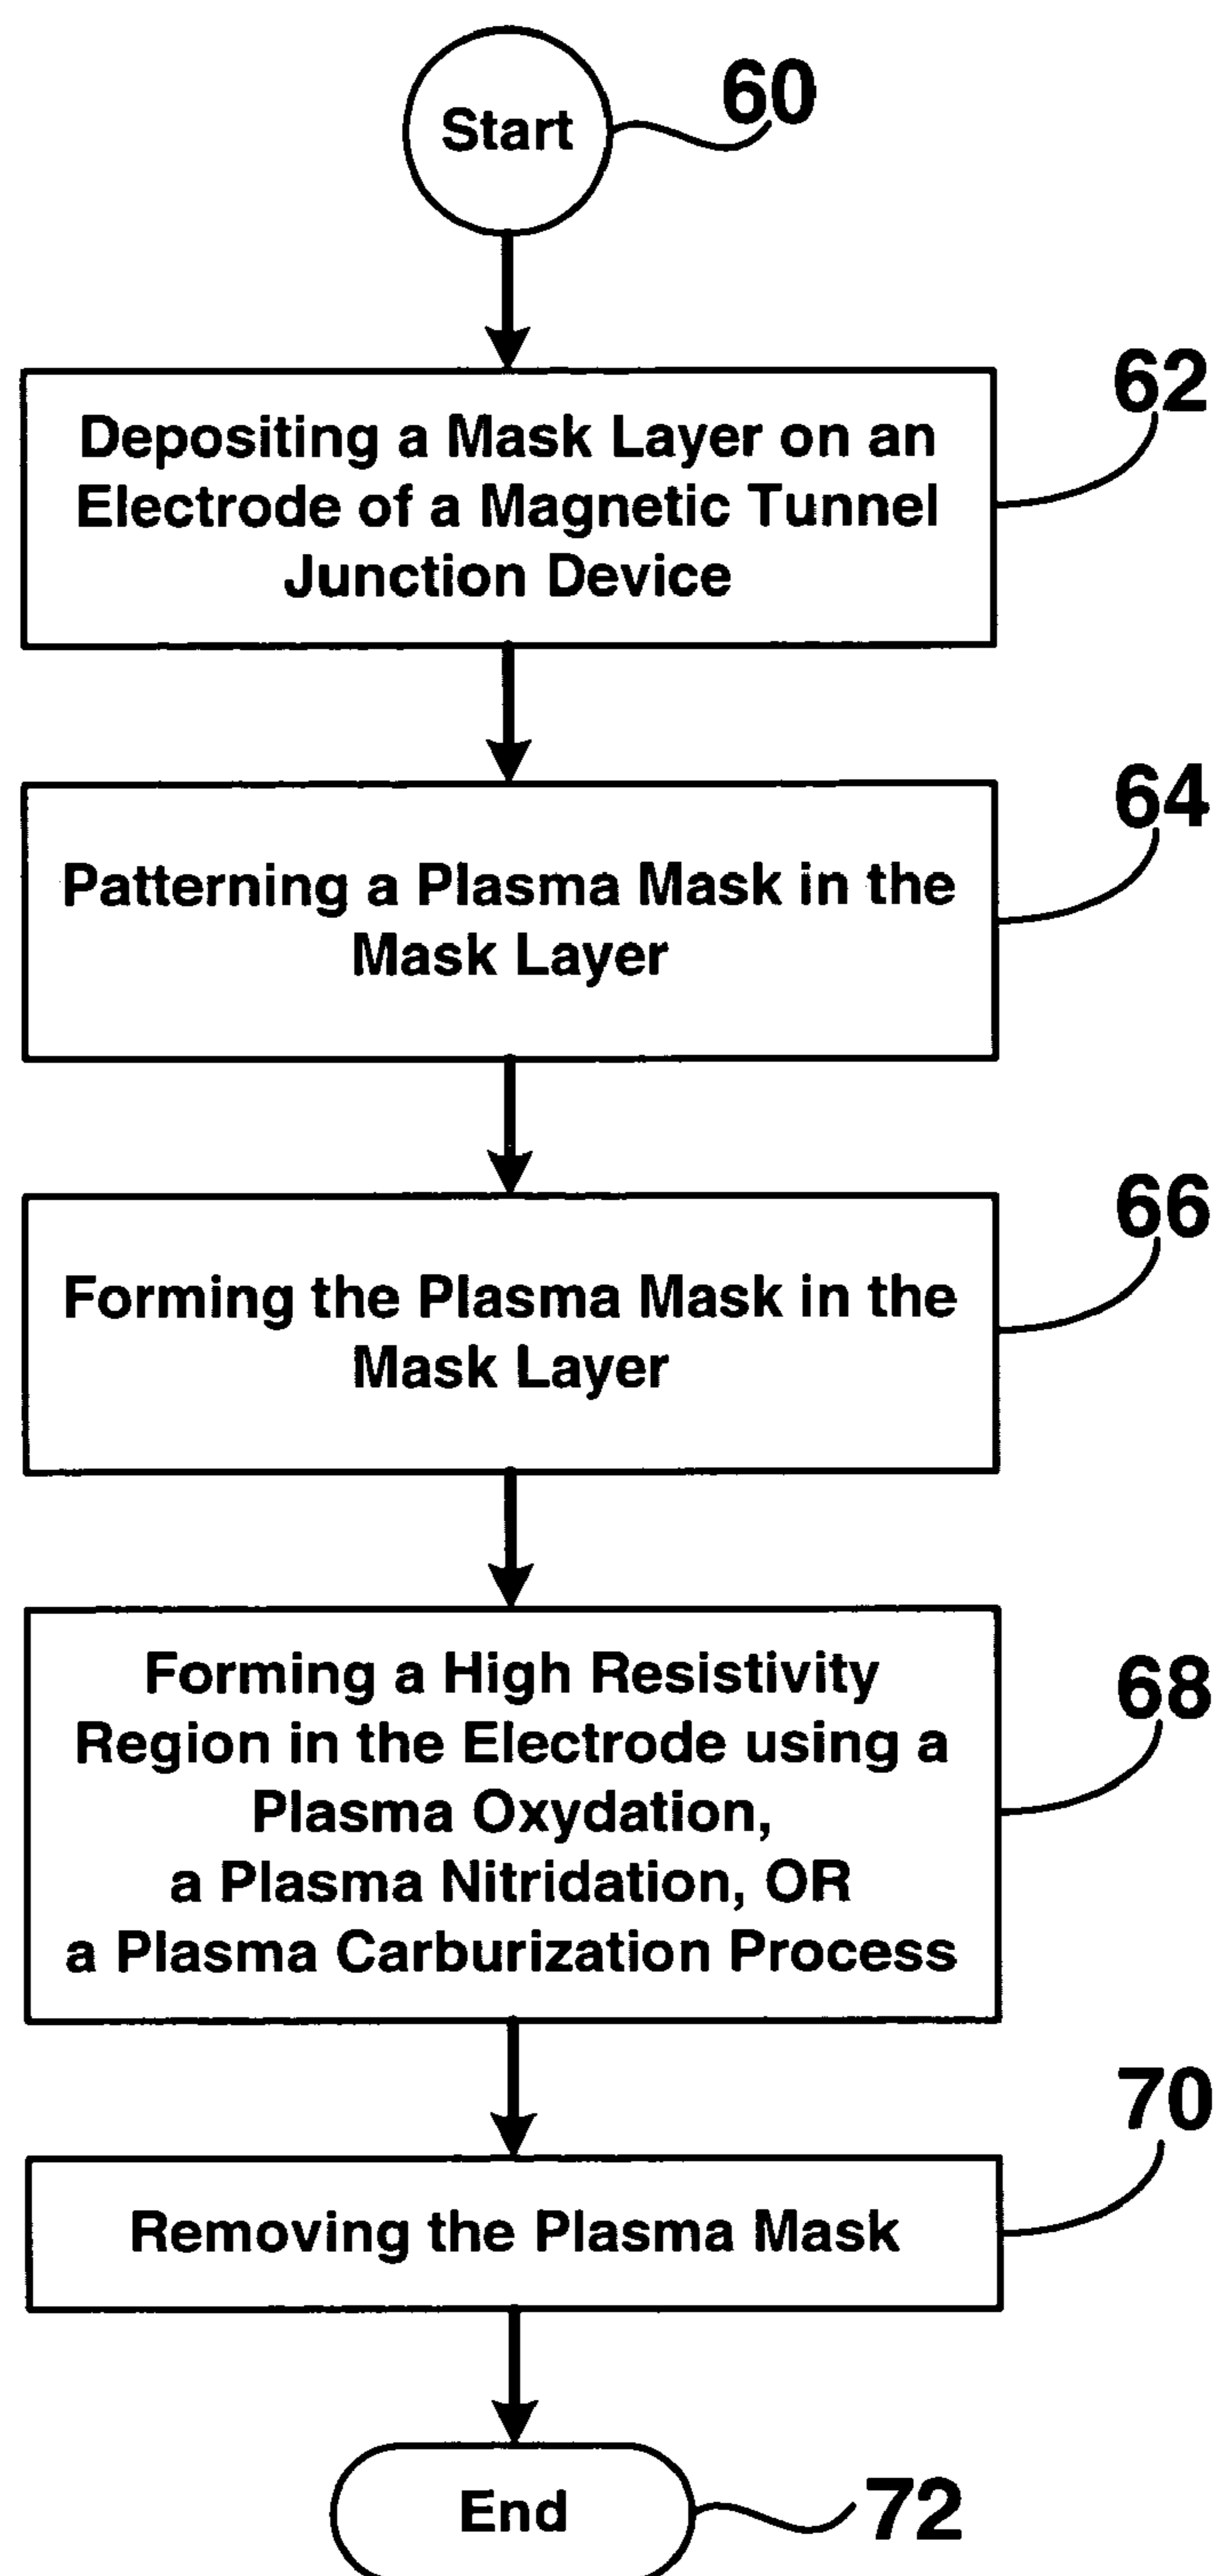 Start
60
62
Depositing a Mask Layer on an
Electrode of a Magnetic Tunnel
Junction Device
64
Patterning a Plasma Mask in the
Mask Layer
66
Forming the Plasma Mask in the
Mask Layer
68
Forming a High Resistivity
Region in the Electrode using a
Plasma Oxydation,
a Plasma Nitridation, OR
a Plasma Carburization Process
70
Removing the Plasma Mask
End
72